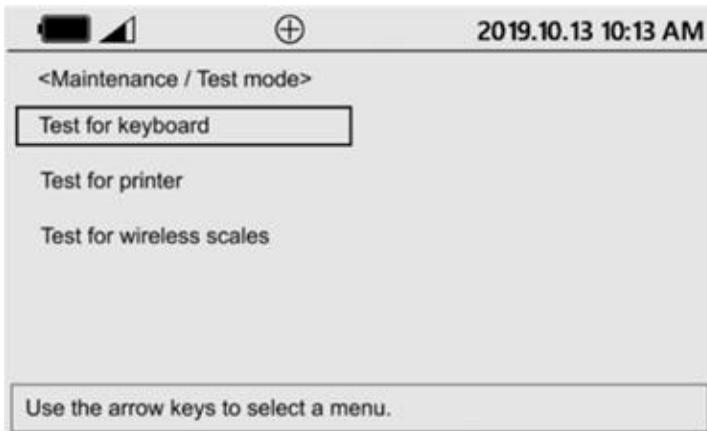 2019.10.13 10:13 AM
<Maintenance / Test mode>
Test for keyboard
Test for printer
Test for wireless scales
Use the arrow keys to select a menu.